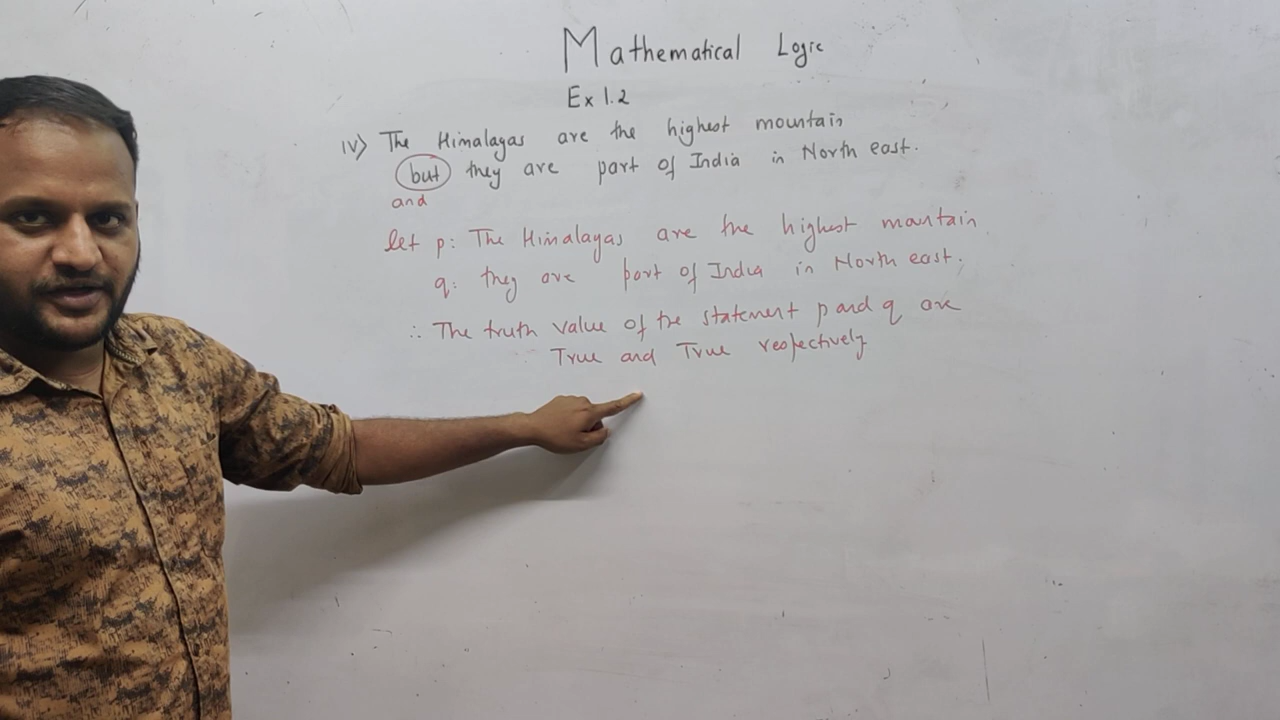 Mathematical Logic
Ex 1.2
iv) The Himalayas are the highest mountain
but they are part of India in North east.
and
let p: The Himalayas are the highest mountain
q: they are part of India in North east.
∴ The truth value of the statement p and q are
True and True respectively